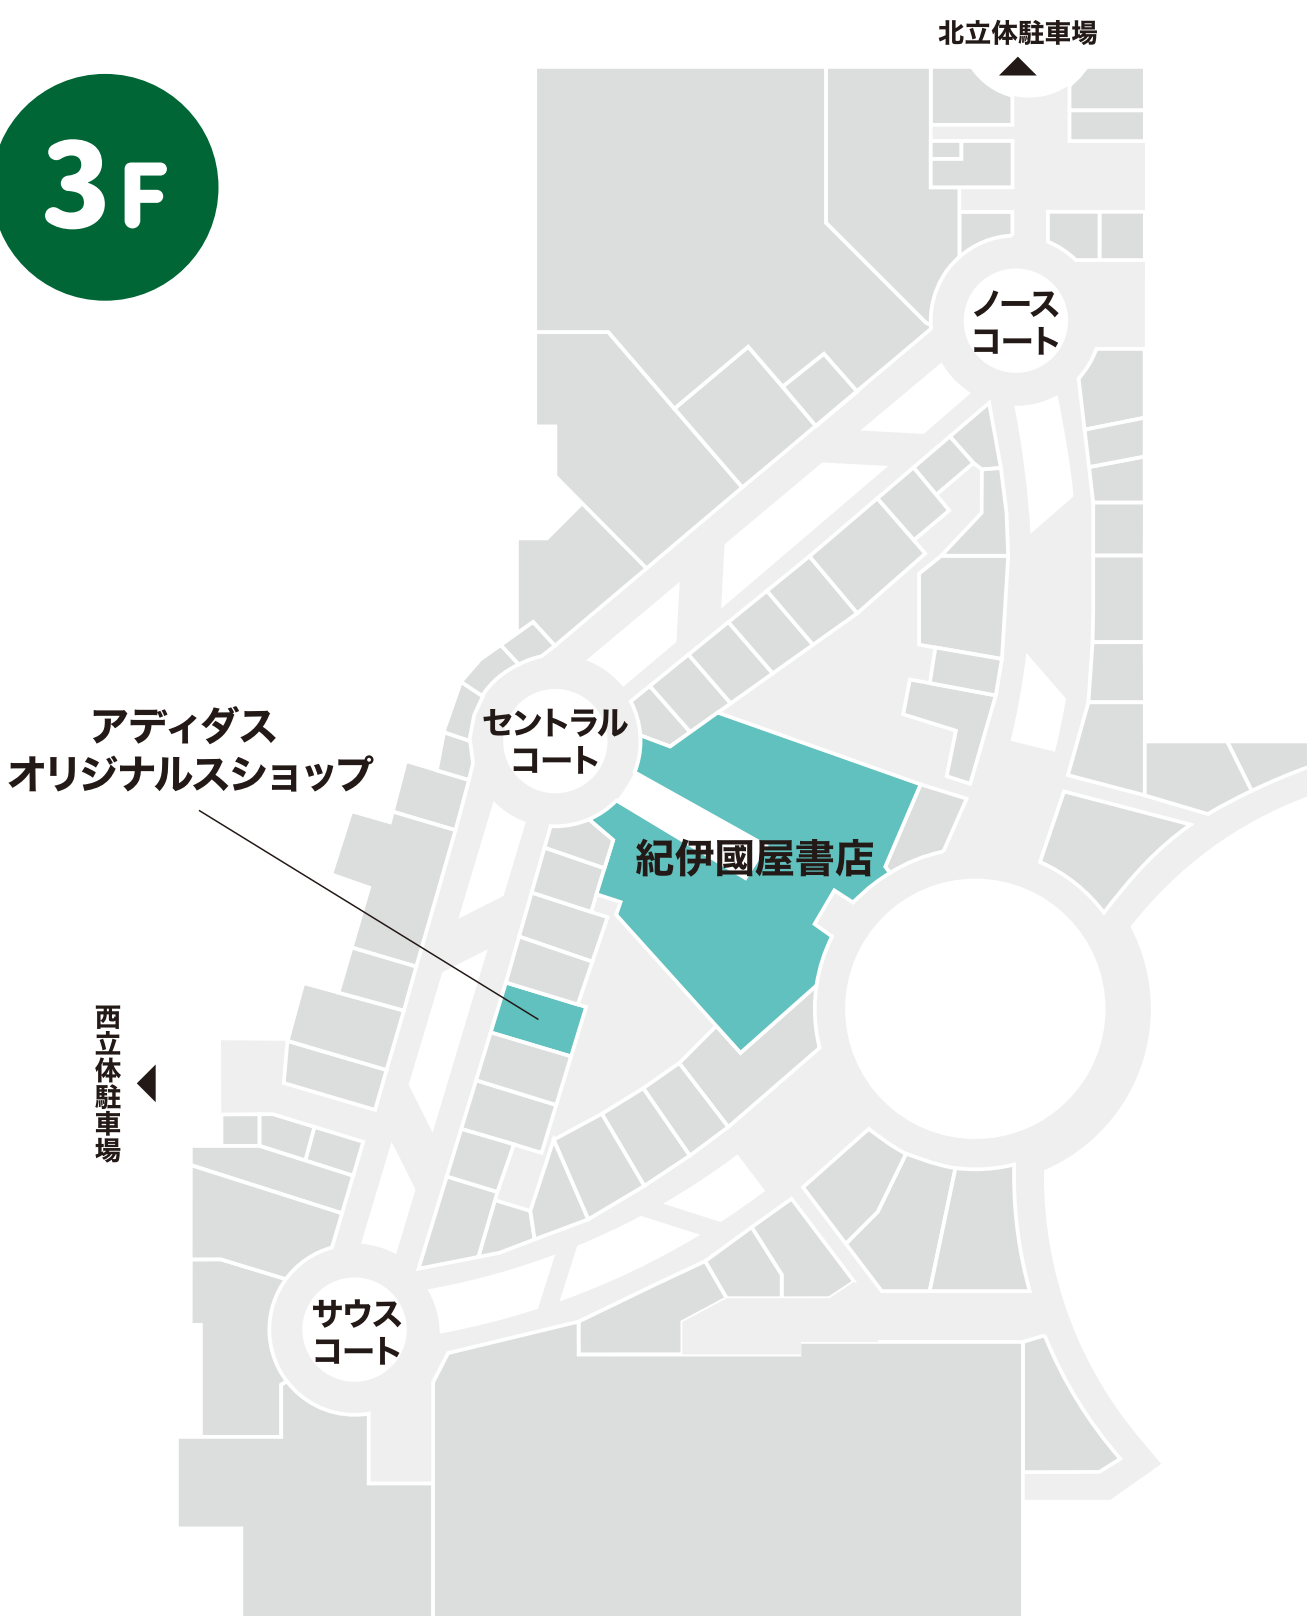 北立体駐車場
3F
ノース
コート
アディダス
オリジナルスショップ
セントラル
コート
紀伊國屋書店
西立体駐車場
サウス
コート